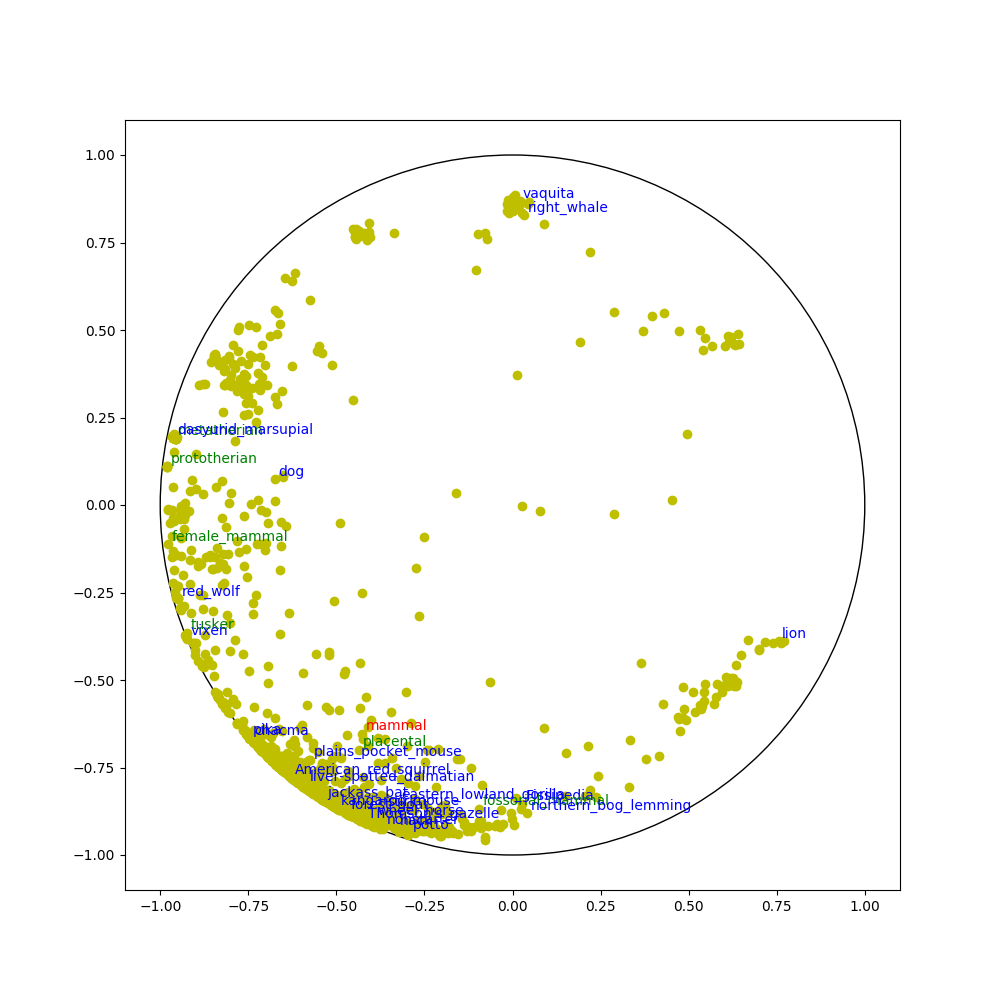 1.00
0.75
0.50
0.25
0.00
−0.25
−0.50
−0.75
−1.00
vaquita
right_whale
dasyurid_marsupial
prototherian
dog
female_mammal
red_wolf
tusker
vixen
lion
mammal
placental
plains_pocket_mouse
American_red_squirrel
liver-spotted_dalmatian
jackass_bat
eastern_lowland_gorilla
northern_bog_lemming
potto
−1.00 −0.75 −0.50 −0.25 0.00 0.25 0.50 0.75 1.00